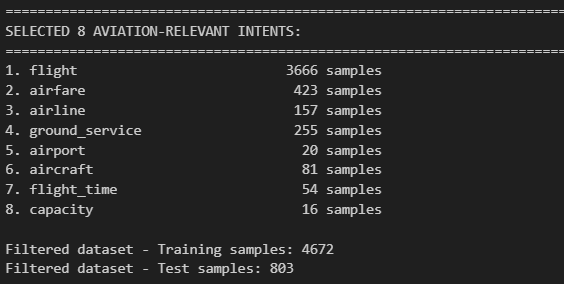 ================================================================
SELECTED 8 AVIATION-RELEVANT INTENTS:
================================================================
1. flight                          3666 samples
2. airfare                          423 samples
3. airline                          157 samples
4. ground_service                   255 samples
5. airport                           20 samples
6. aircraft                          81 samples
7. flight_time                       54 samples
8. capacity                          16 samples
Filtered dataset - Training samples: 4672
Filtered dataset - Test samples: 803